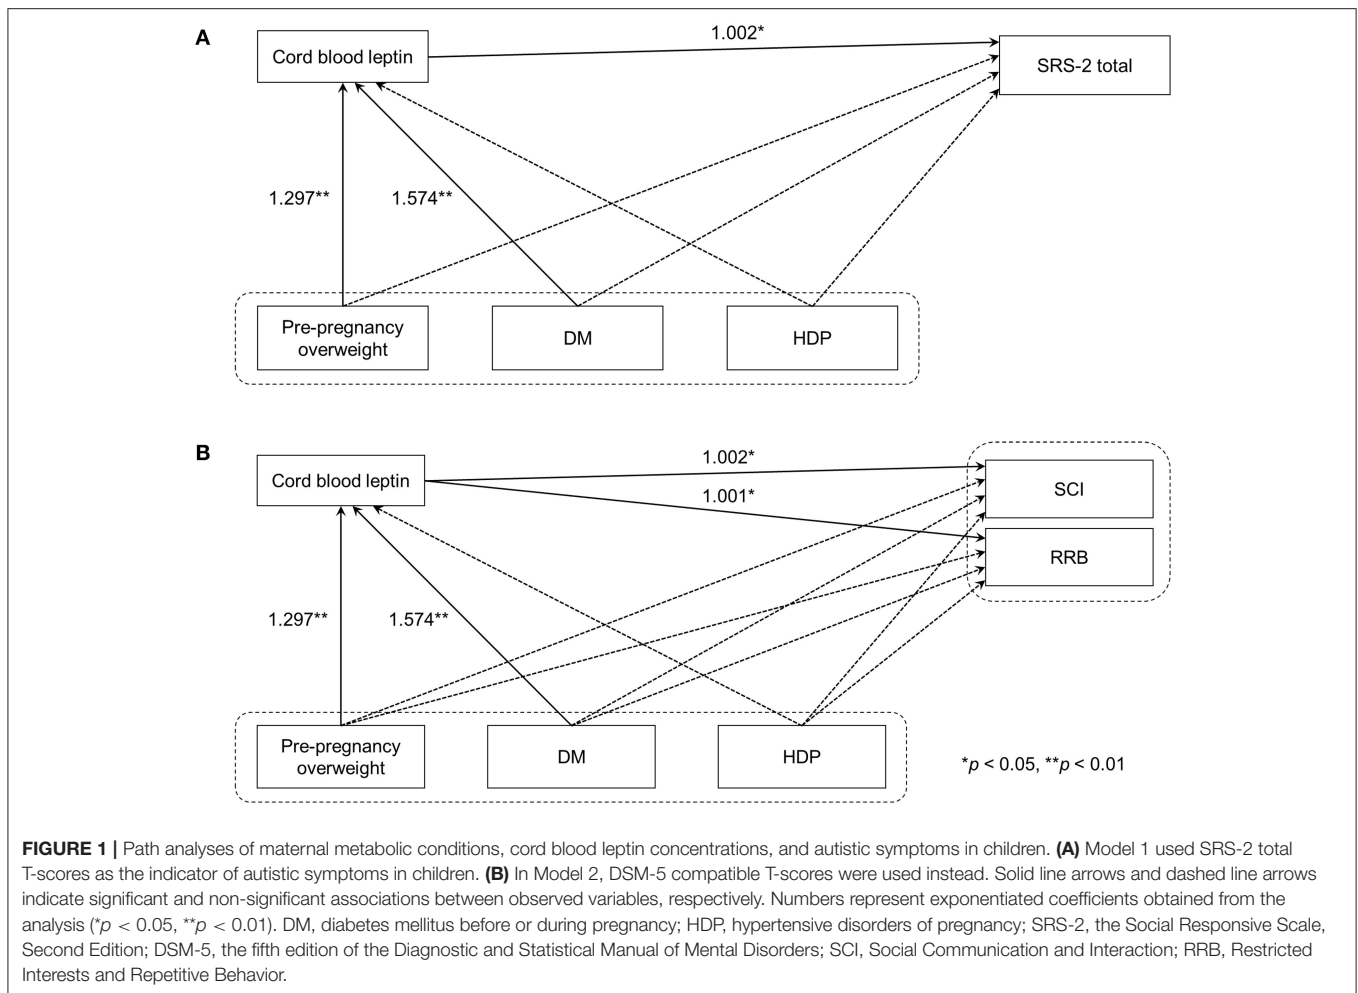 A
Cord blood leptin
1.002*
SRS-2 total
1.297**
1.574**
Pre-pregnancy
overweight
DM
HDP
B
Cord blood leptin
1.002*
1.001*
SCI
RRB
1.297**
1.574**
Pre-pregnancy
overweight
DM
HDP
*p < 0.05, **p < 0.01
FIGURE 1 | Path analyses of maternal metabolic conditions, cord blood leptin concentrations, and autistic symptoms in children. (A) Model 1 used SRS-2 total
T-scores as the indicator of autistic symptoms in children. (B) In Model 2, DSM-5 compatible T-scores were used instead. Solid line arrows and dashed line arrows
indicate significant and non-significant associations between observed variables, respectively. Numbers represent exponentiated coefficients obtained from the
analysis (*p < 0.05, **p < 0.01). DM, diabetes mellitus before or during pregnancy; HDP, hypertensive disorders of pregnancy; SRS-2, the Social Responsive Scale,
Second Edition; DSM-5, the fifth edition of the Diagnostic and Statistical Manual of Mental Disorders; SCI, Social Communication and Interaction; RRB, Restricted
Interests and Repetitive Behavior.